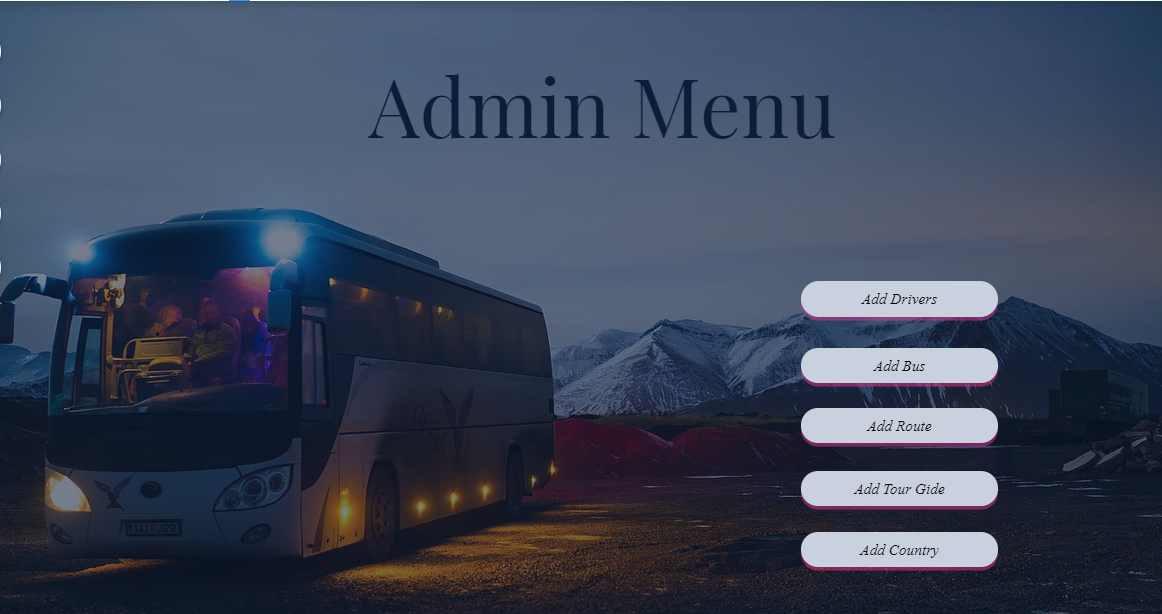 Admin Menu
Add Drivers
Add Bus
Add Route
Add Tour Gide
Add Country